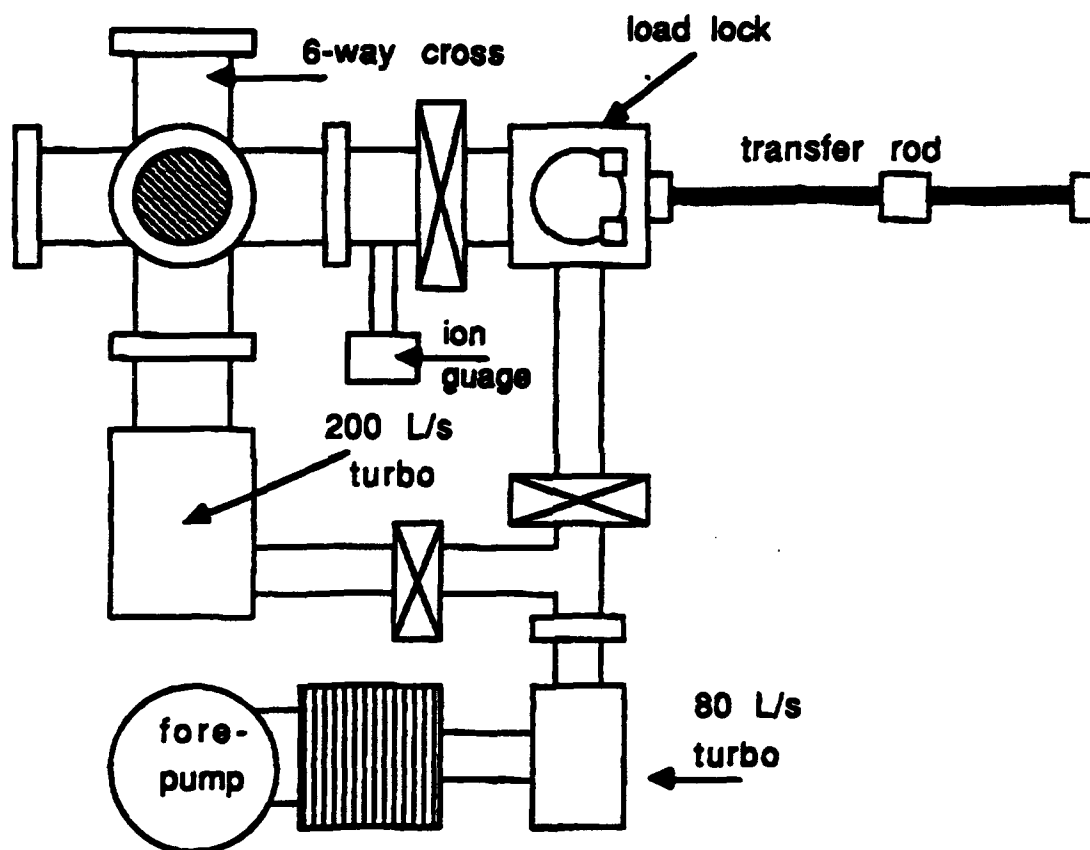 load lock
6-way cross
transfer rod
ion
guage
200 L/s
turbo
80 L/s
turbo
fore-
pump